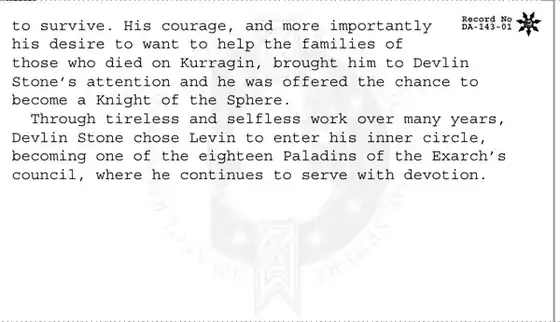 to survive. His courage, and more importantly
his desire to want to help the families of
those who died on Kurragin, brought him to Devlin
Stone's attention and he was offered the chance to
become a Knight of the Sphere.
Through tireless and selfless work over many years,
Devlin Stone chose Levin to enter his inner circle,
becoming one of the eighteen Paladins of the Exarch's
council, where he continues to serve with devotion.
Record No
DA-143-01